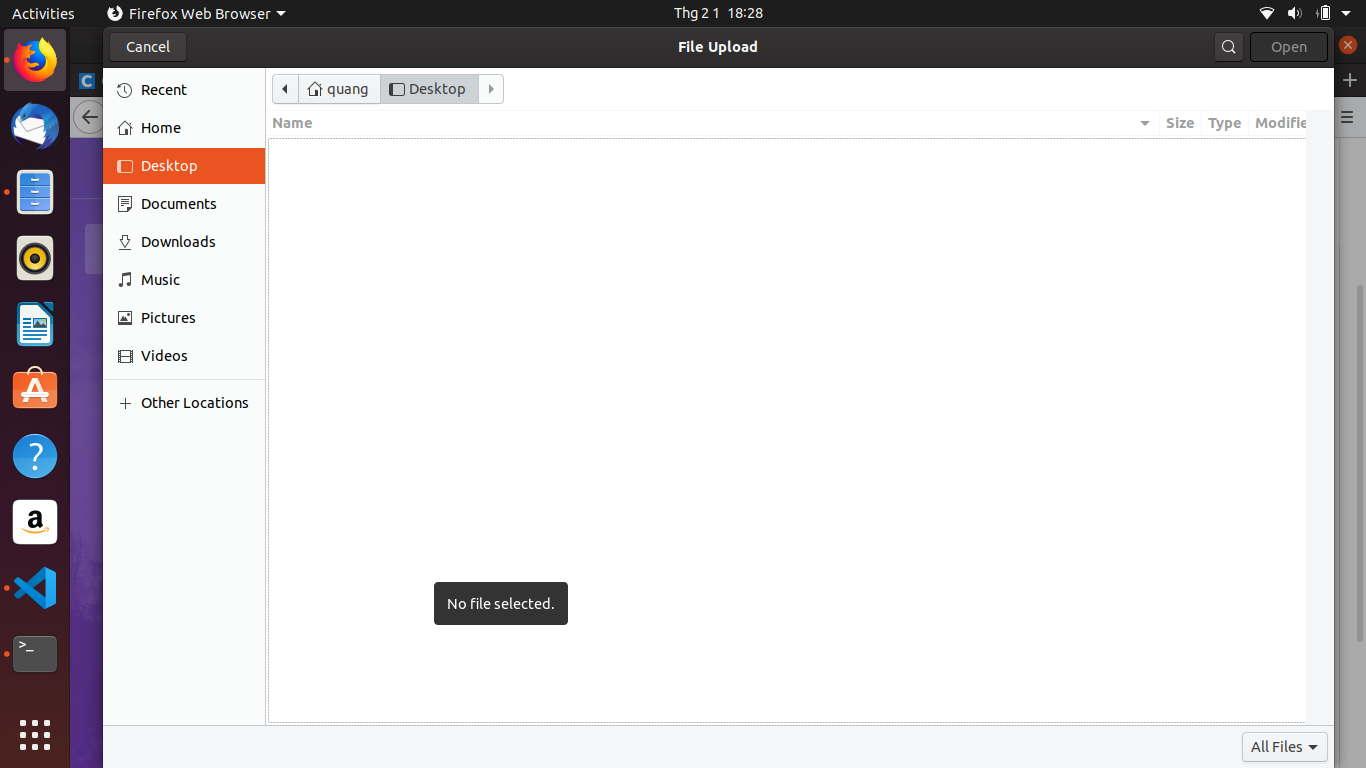 Activities
Firefox Web Browser
Thg 2 1 18:28
Cancel
File Upload
Open
Recent
Home
Desktop
Documents
Downloads
Music
Pictures
Videos
Other Locations
quang
Desktop
Name
Size
Type
Modifie
No file selected.
All Files